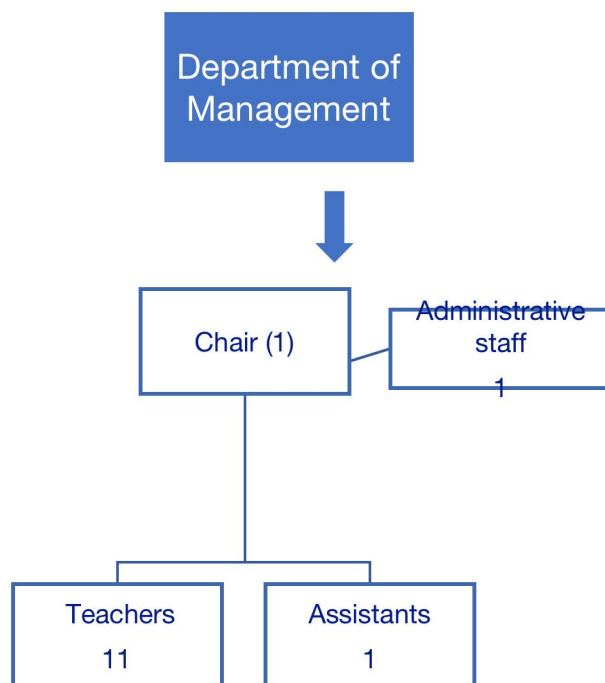 Department of
Management
Chair (1)
Administrative
staff
1
Teachers
11
Assistants
1